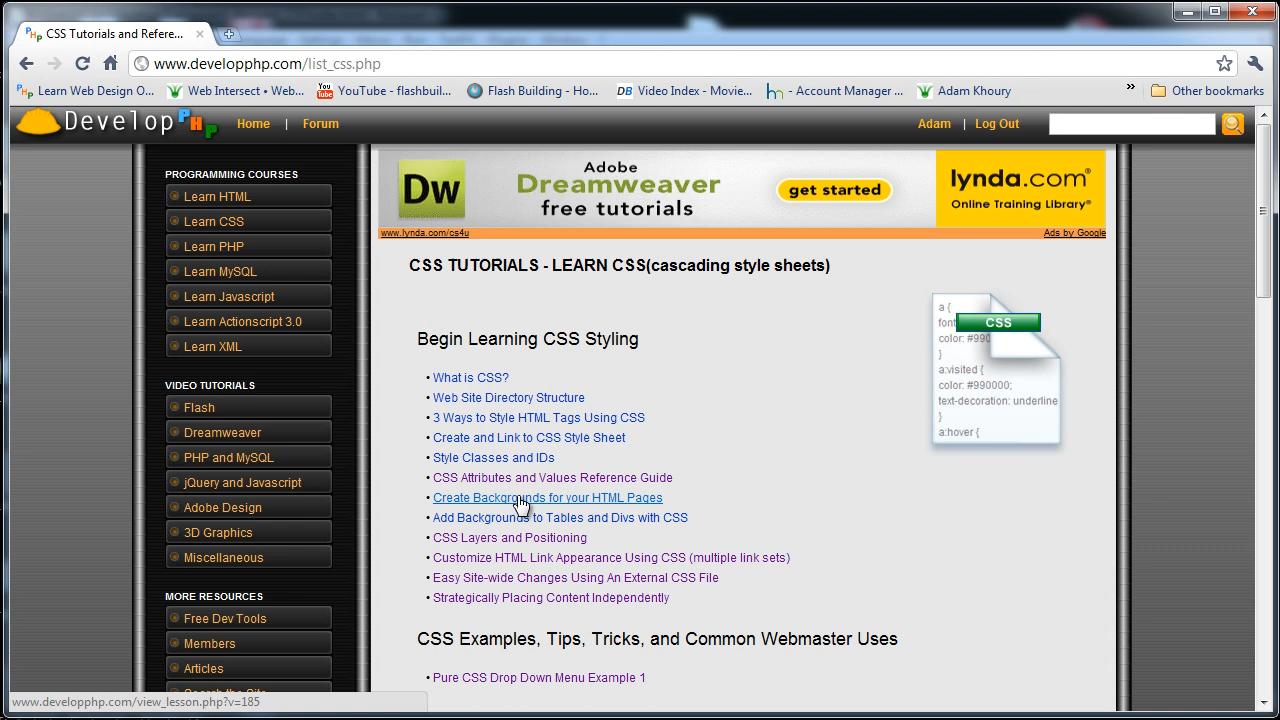 CSS Tutorials and Refere...
www.developphp.com/list_css.php
Learn Web Design O...
Web Intersect • Web...
YouTube - flashbuil...
Flash Building - Ho...
Video Index - Movie...
- Account Manager ...
Adam Khoury
»
Other bookmarks
Develop PHP
Home | Forum
Adam | Log Out
PROGRAMMING COURSES
Learn HTML
Learn CSS
Learn PHP
Learn MySQL
Learn Javascript
Learn Actionscript 3.0
Learn XML
VIDEO TUTORIALS
Flash
Dreamweaver
PHP and MySQL
jQuery and Javascript
Adobe Design
3D Graphics
Miscellaneous
MORE RESOURCES
Free Dev Tools
Members
Articles
Search the Site
Dw
Adobe
Dreamweaver
free tutorials
get started
lynda.com®
Online Training Library®
www.lynda.com/cs4u
Ads by Google
CSS TUTORIALS - LEARN CSS(cascading style sheets)
a {
font
CSS
color: #990
}
a:visited {
color: #990000;
text-decoration: underline
}
a:hover {
Begin Learning CSS Styling
• What is CSS?
• Web Site Directory Structure
• 3 Ways to Style HTML Tags Using CSS
• Create and Link to CSS Style Sheet
• Style Classes and IDs
• CSS Attributes and Values Reference Guide
• Create Backgrounds for your HTML Pages
• Add Backgrounds to Tables and Divs with CSS
• CSS Layers and Positioning
• Customize HTML Link Appearance Using CSS (multiple link sets)
• Easy Site-wide Changes Using An External CSS File
• Strategically Placing Content Independently
CSS Examples, Tips, Tricks, and Common Webmaster Uses
• Pure CSS Drop Down Menu Example 1
www.developphp.com/view_lesson.php?v=185